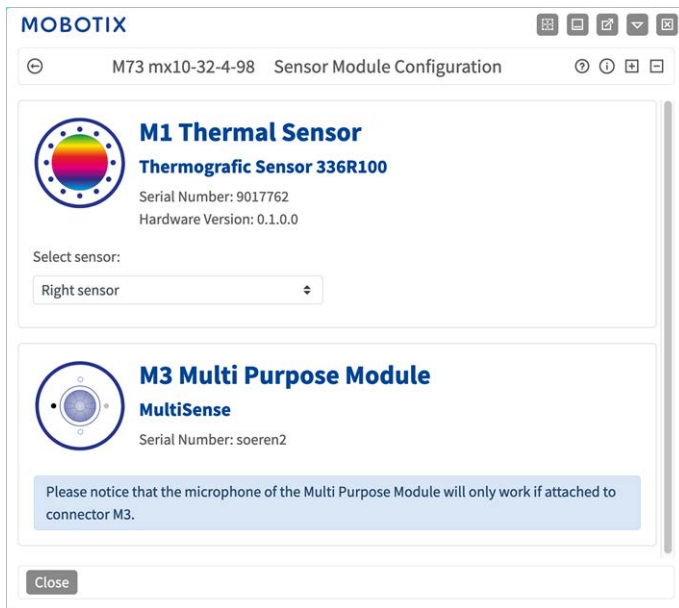 MOBOTIX
M73 mx10-32-4-98 Sensor Module Configuration
M1 Thermal Sensor
Thermografic Sensor 336R100
Serial Number: 9017762
Hardware Version: 0.1.0.0
Select sensor:
Right sensor
M3 Multi Purpose Module
MultiSense
Serial Number: soeren2
Please notice that the microphone of the Multi Purpose Module will only work if attached to
connector M3.
Close